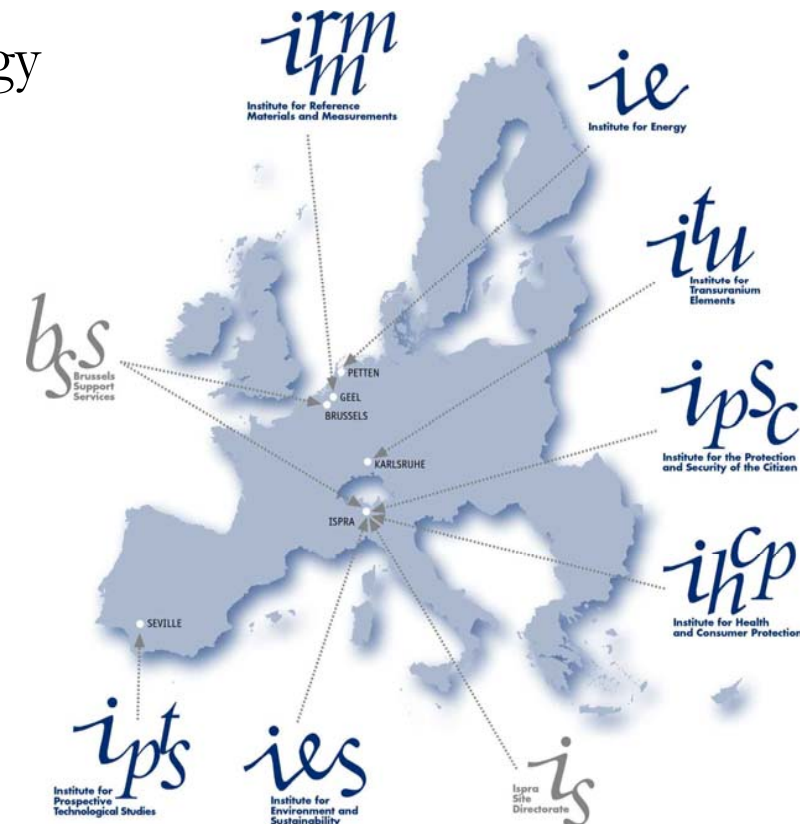 gy
irmm
Institute for Reference
Materials and Measurements
ie
Institute for Energy
itu
Institute for
Transuranium
Elements
bss
Brussels
Support
Services
PETTEN
GEEL
BRUSSELS
KARLSRUHE
ipsc
Institute for the Protection
and Security of the Citizen
ISPRA
ihcp
Institute for Health
and Consumer Protection
SEVILLE
ipts
Institute for
Prospective
Technological Studies
ies
Institute for
Environment and
Sustainability
is
Ispra
Site
Directorate